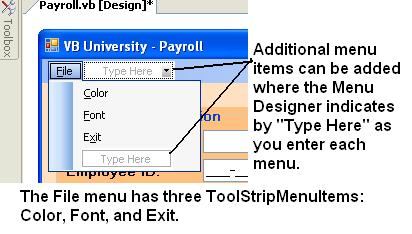 Payroll.vb [Design]*
Toolbox
VB University - Payroll
File Type Here
Color
Font
Exit
Type Here
Employee ID:
Additional menu
items can be added
where the Menu
Designer indicates
by "Type Here" as
you enter each
menu.
The File menu has three ToolStripMenuItems:
Color, Font, and Exit.